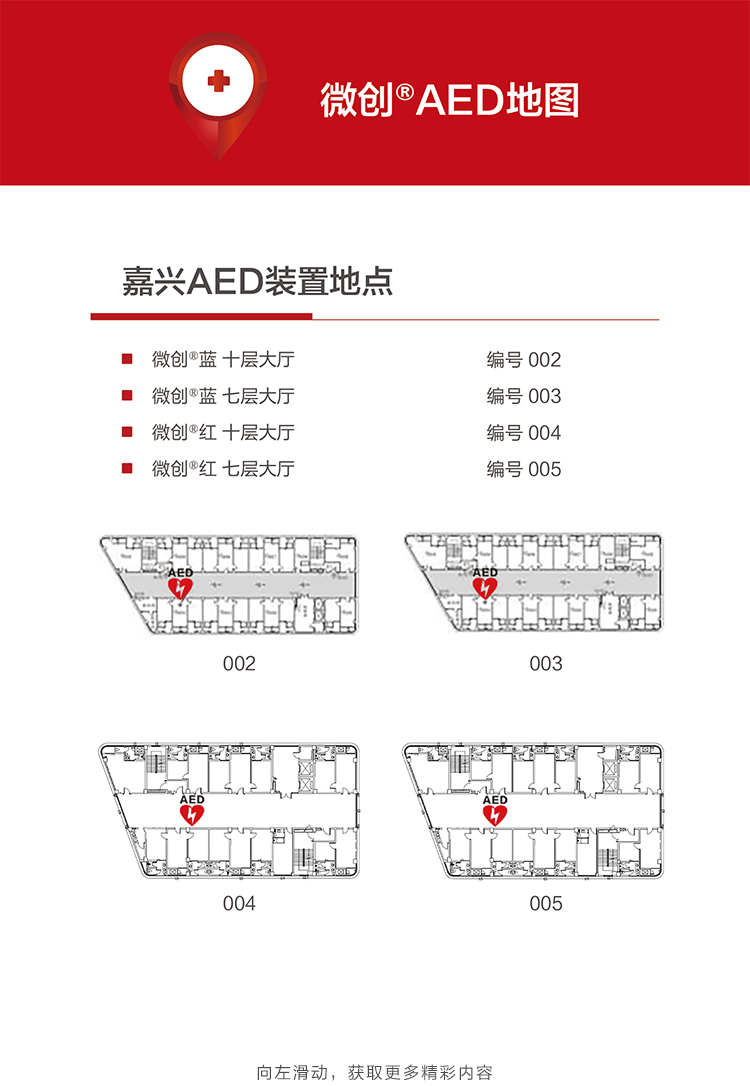 微创®AED地图
嘉兴AED装置地点
微创®蓝 十层大厅 编号 002
微创®蓝 七层大厅 编号 003
微创®红 十层大厅 编号 004
微创®红 七层大厅 编号 005
AED
AED
002
003
AED
AED
004
005
向左滑动，获取更多精彩内容